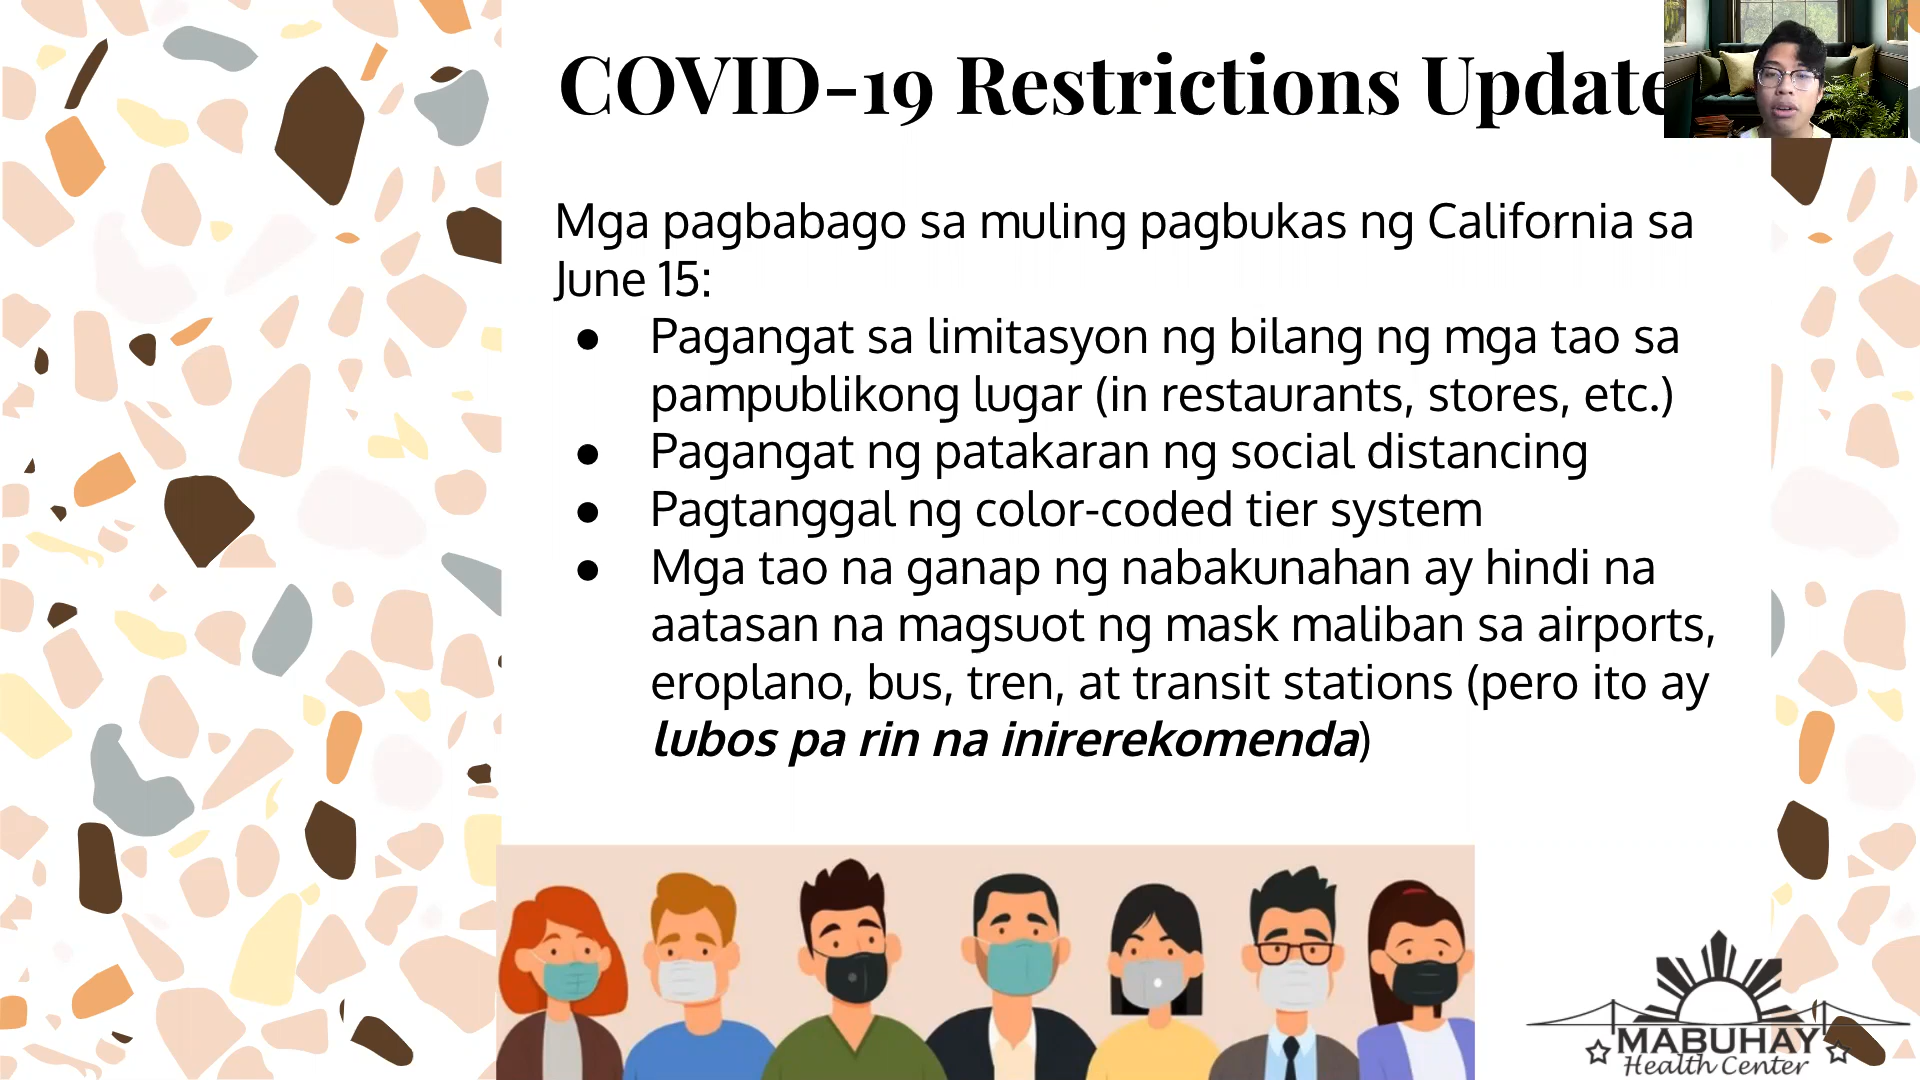 COVID-19 Restrictions Update
Mga pagbabago sa muling pagbukas ng California sa
June 15:
● Pagangat sa limitasyon ng bilang ng mga tao sa
pampublikong lugar (in restaurants, stores, etc.)
● Pagangat ng patakaran ng social distancing
● Pagtanggal ng color-coded tier system
● Mga tao na ganap ng nabakunahan ay hindi na
aatasan na magsuot ng mask maliban sa airports,
eroplano, bus, tren, at transit stations (pero ito ay
lubos pa rin na inirerekomenda)
MABUHAY
Health Center